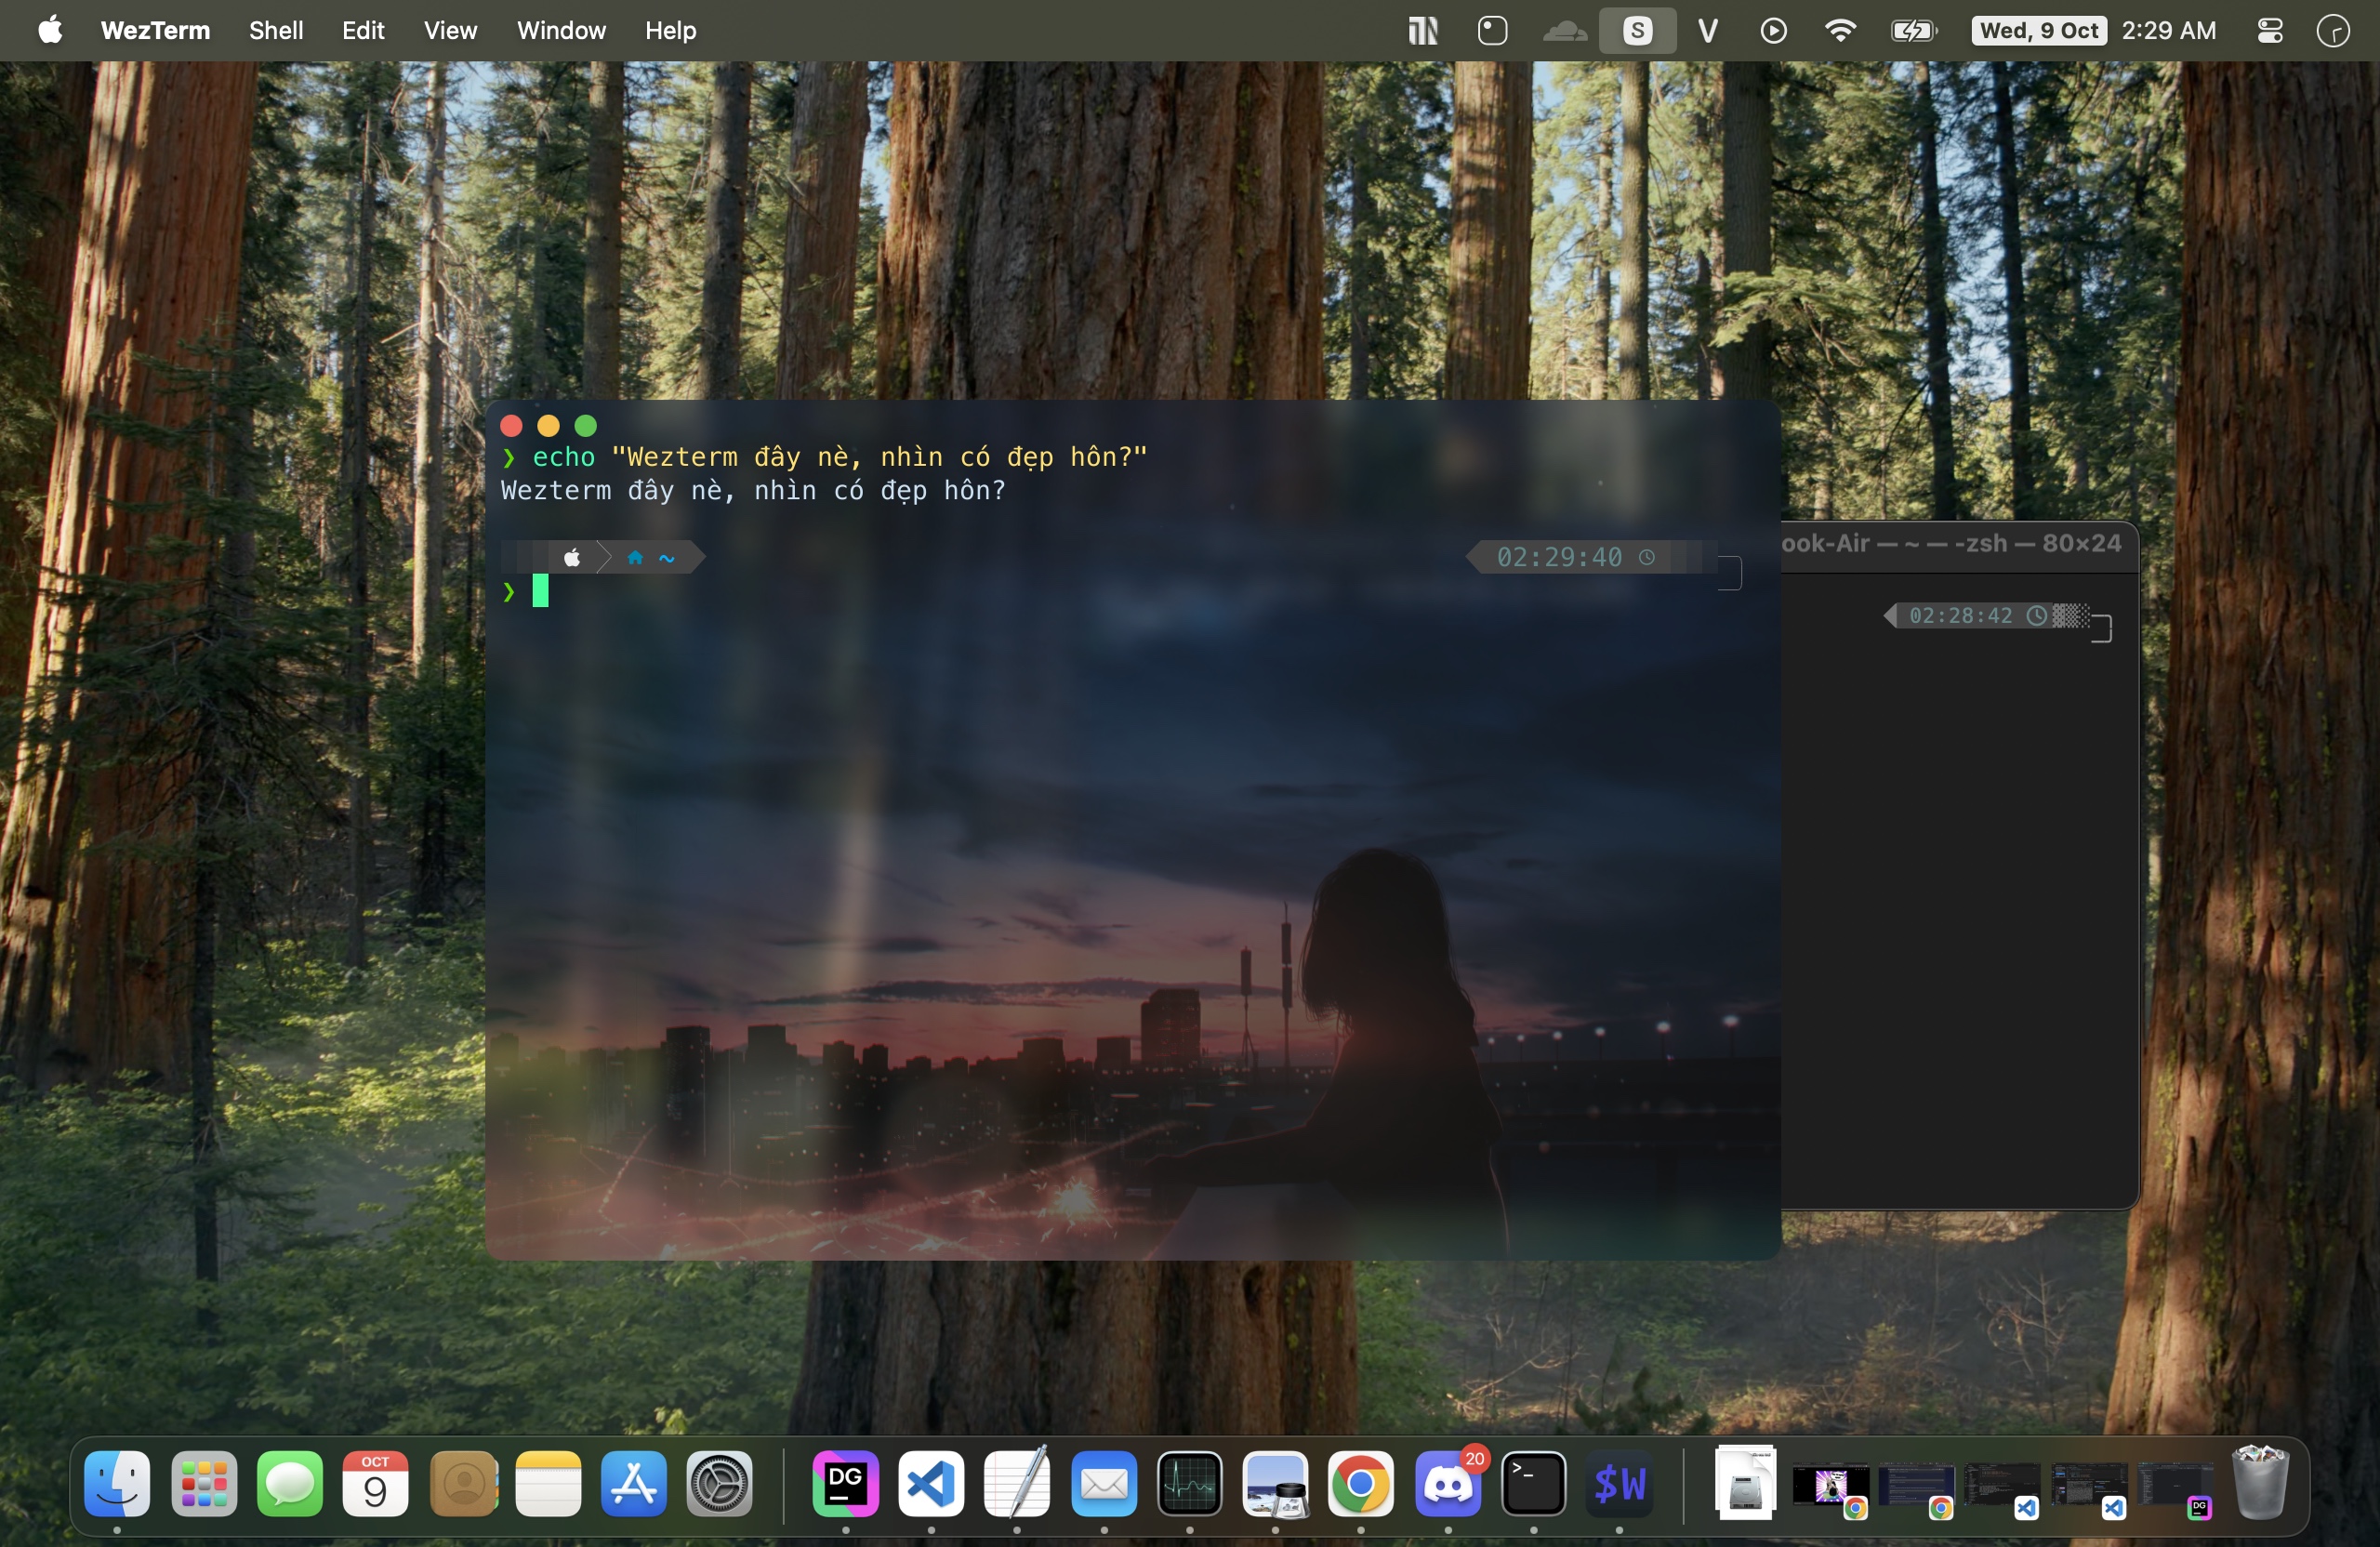 WezTerm Shell Edit View Window Help S V Wed, 9 Oct 2:29 AM
❯ echo "Wezterm đây nè, nhìn có đẹp hôn?"
Wezterm đây nè, nhìn có đẹp hôn?
ook-Air — ~ — -zsh — 80×24
~ 02:29:40
❯
02:28:42
OCT
9
DG
20
>_
$W
DG